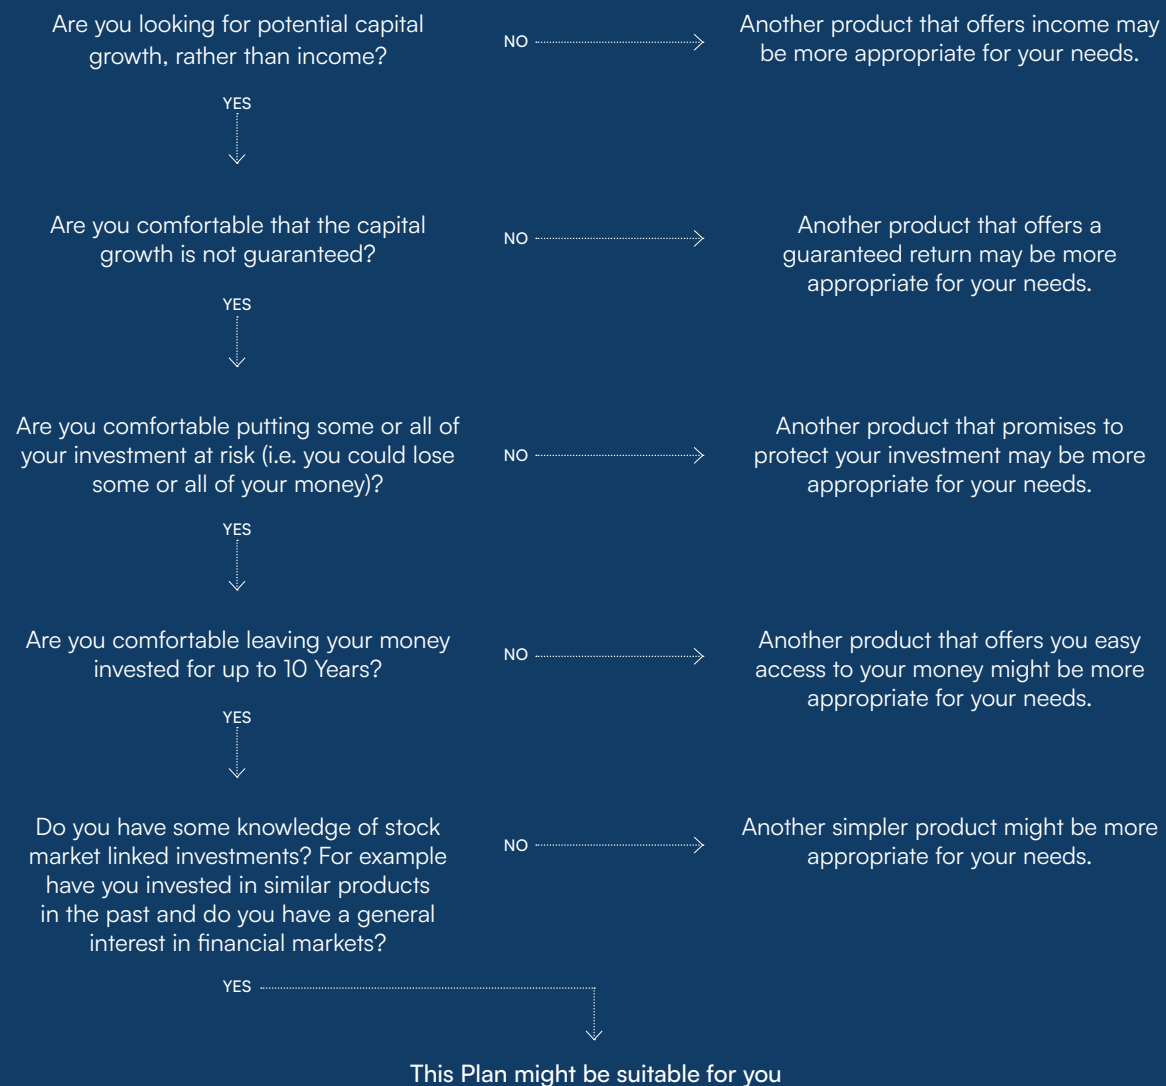 Are you looking for potential capital
growth, rather than income?
NO
Another product that offers income may
be more appropriate for your needs.
YES
Are you comfortable that the capital
growth is not guaranteed?
NO
Another product that offers a
guaranteed return may be more
appropriate for your needs.
YES
Are you comfortable putting some or all of
your investment at risk (i.e. you could lose
some or all of your money)?
NO
Another product that promises to
protect your investment may be more
appropriate for your needs.
YES
Are you comfortable leaving your money
invested for up to 10 Years?
NO
Another product that offers you easy
access to your money might be more
appropriate for your needs.
YES
Do you have some knowledge of stock
market linked investments? For example
have you invested in similar products
in the past and do you have a general
interest in financial markets?
NO
Another simpler product might be more
appropriate for your needs.
YES
This Plan might be suitable for you